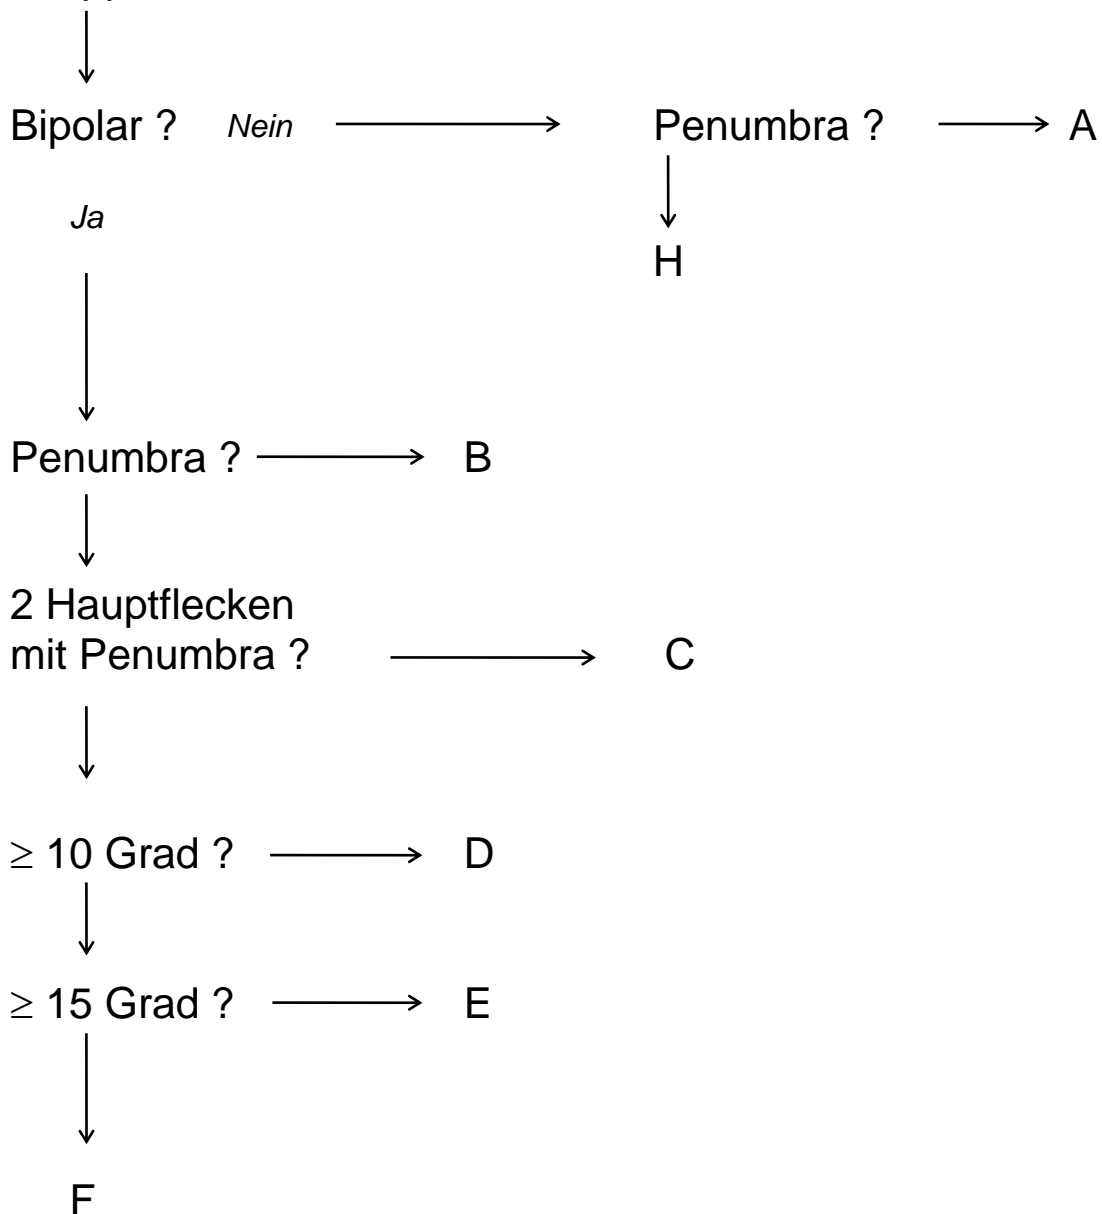 Bipolar ? Nein Penumbra ? A
Ja
H
Penumbra ? B
2 Hauptflecken
mit Penumbra ? C
≥ 10 Grad ? D
≥ 15 Grad ? E
F